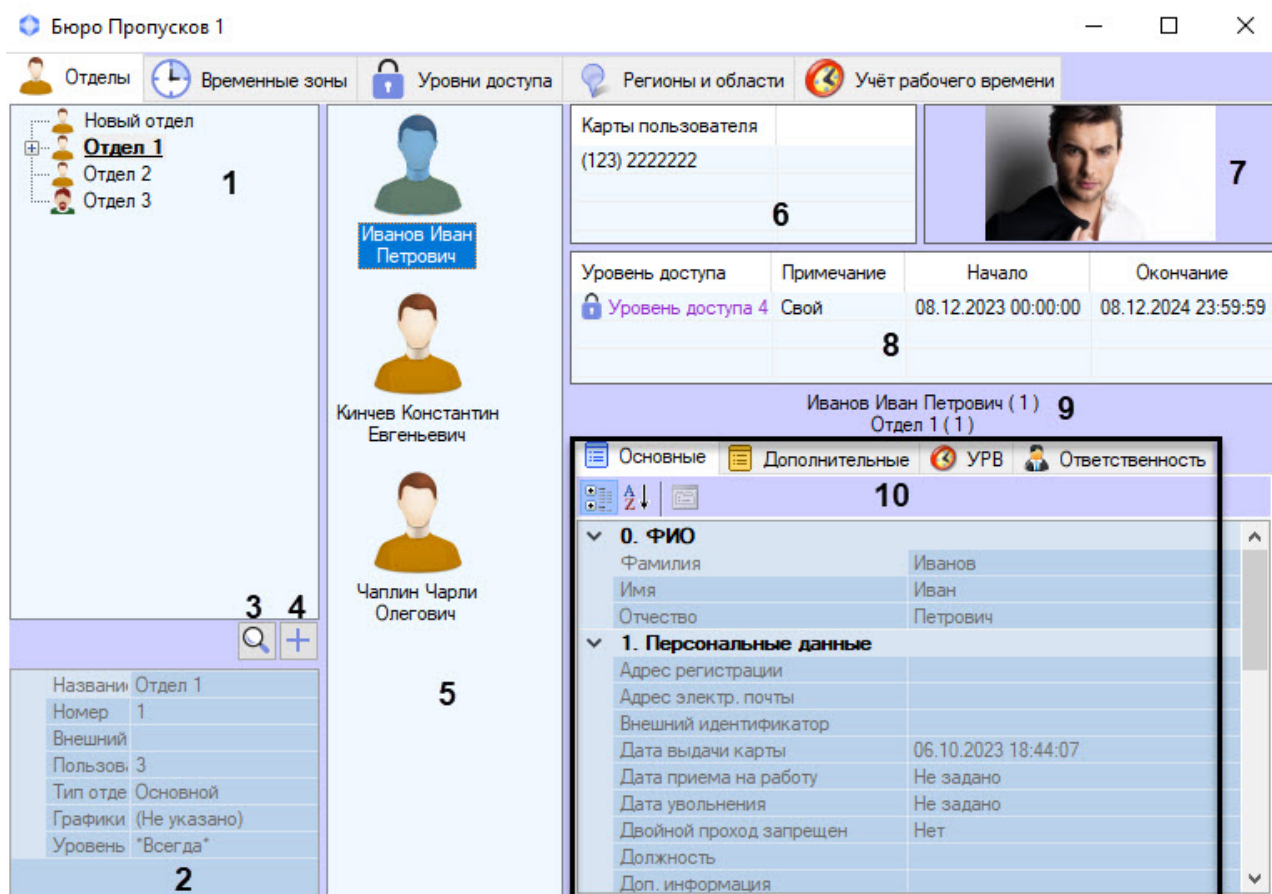 Бюро Пропусков 1
Отделы Временные зоны Уровни доступа Регионы и области Учёт рабочего времени
Новый отдел
Отдел 1
Отдел 2
Отдел 3
1
3 4
Названи Отдел 1
Номер 1
Внешний
Пользов 3
Тип отде Основной
Графики (Не указано)
Уровень *Всегда*
2
Иванов Иван
Петрович
Кинчев Константин
Евгеньевич
Чаплин Чарли
Олегович
5
Карты пользователя
(123) 2222222
6
7
Уровень доступа Примечание Начало Окончание
Уровень доступа 4 Свой 08.12.2023 00:00:00 08.12.2024 23:59:59
8
Иванов Иван Петрович ( 1 )
Отдел 1 ( 1 )
9
Основные Дополнительные УРВ Ответственность
10
0. ФИО
Фамилия Иванов
Имя Иван
Отчество Петрович
1. Персональные данные
Адрес регистрации
Адрес электр. почты
Внешний идентификатор
Дата выдачи карты 06.10.2023 18:44:07
Дата приема на работу Не задано
Дата увольнения Не задано
Двойной проход запрещен Нет
Должность
Доп. информация